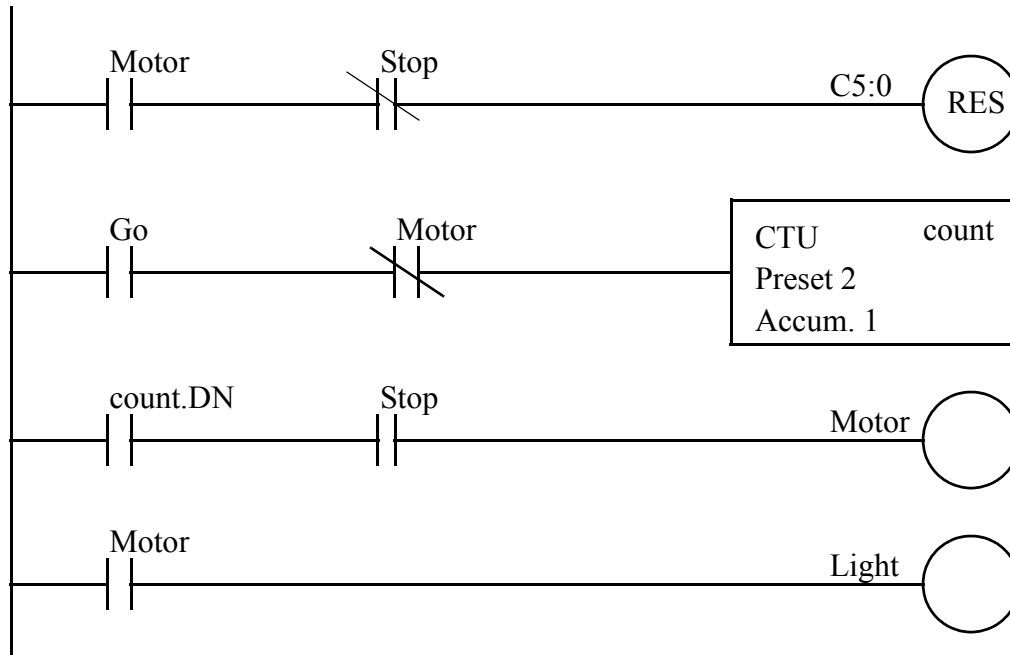 Motor
Stop
C5:0
RES
Go
Motor
CTU
count
Preset 2
Accum. 1
count.DN
Stop
Motor
Motor
Light